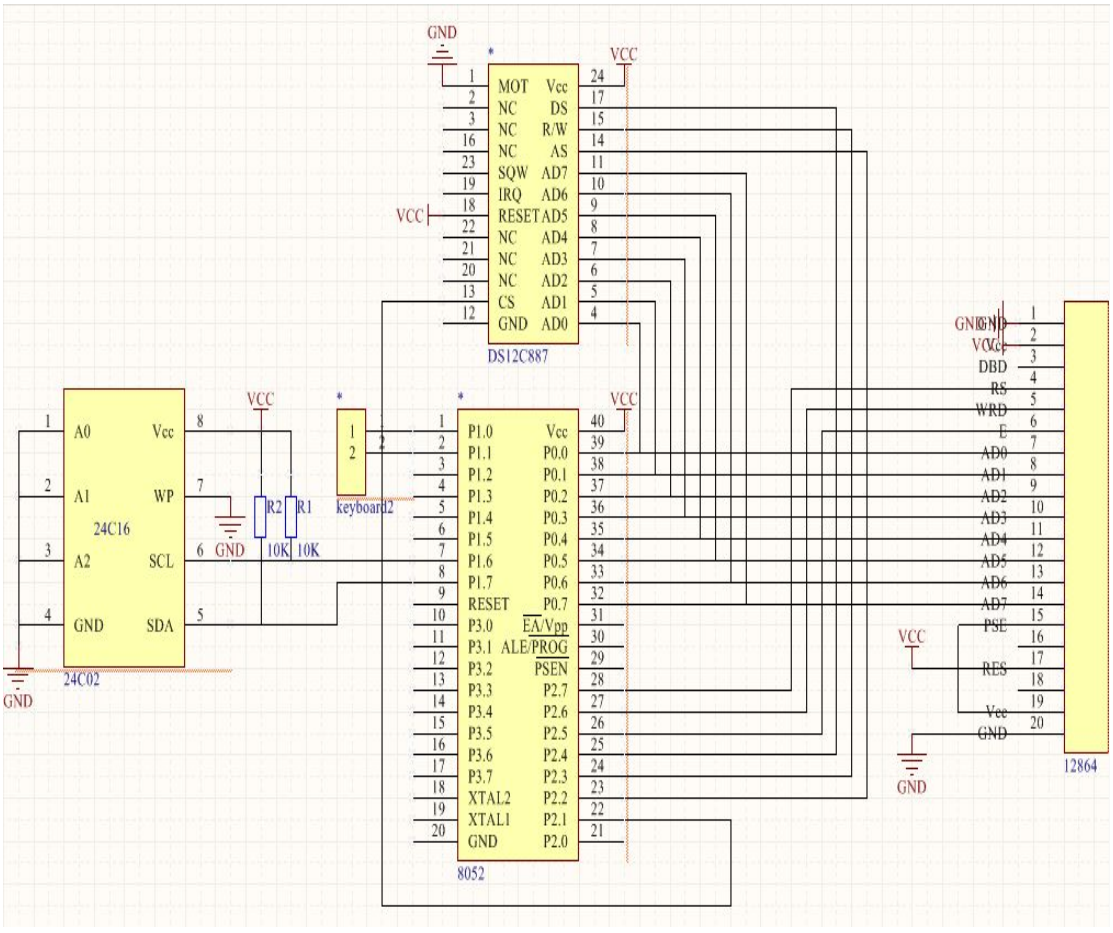 GND
*
VCC
1 MOT Vcc 24
2 NC DS 17
3 NC R/W 15
16 NC AS 14
23 SQW AD7 11
19 IRQ AD6 10
VCC 18 RESET AD5 9
22 NC AD4 8
21 NC AD3 7
20 NC AD2 6
13 CS AD1 5
12 GND AD0 4
DS12C887
1 A0 Vcc 8
2 A1 WP 7
24C16
3 A2 SCL 6
4 GND SDA 5
24C02
GND
VCC
GND
R2 R1
10K 10K
*
1 1
2 2
keyboard2
*
VCC
1 P1.0 Vcc 40
2 P1.1 P0.0 39
3 P1.2 P0.1 38
4 P1.3 P0.2 37
5 P1.4 P0.3 36
6 P1.5 P0.4 35
7 P1.6 P0.5 34
8 P1.7 P0.6 33
9 RESET P0.7 32
10 P3.0 EA/Vpp 31
11 P3.1 ALE/PROG 30
12 P3.2 PSEN 29
13 P3.3 P2.7 28
14 P3.4 P2.6 27
15 P3.5 P2.5 26
16 P3.6 P2.4 25
17 P3.7 P2.3 24
18 XTAL2 P2.2 23
19 XTAL1 P2.1 22
20 GND P2.0 21
8052
GND GND 1
VCC Vcc 2
DBD 3
RS 4
WRD 5
E 6
AD0 7
AD1 8
AD2 9
AD3 10
AD4 11
AD5 12
AD6 13
AD7 14
PSE 15
VCC 16
RES 17
18
Vcc 19
GND 20
GND
12864